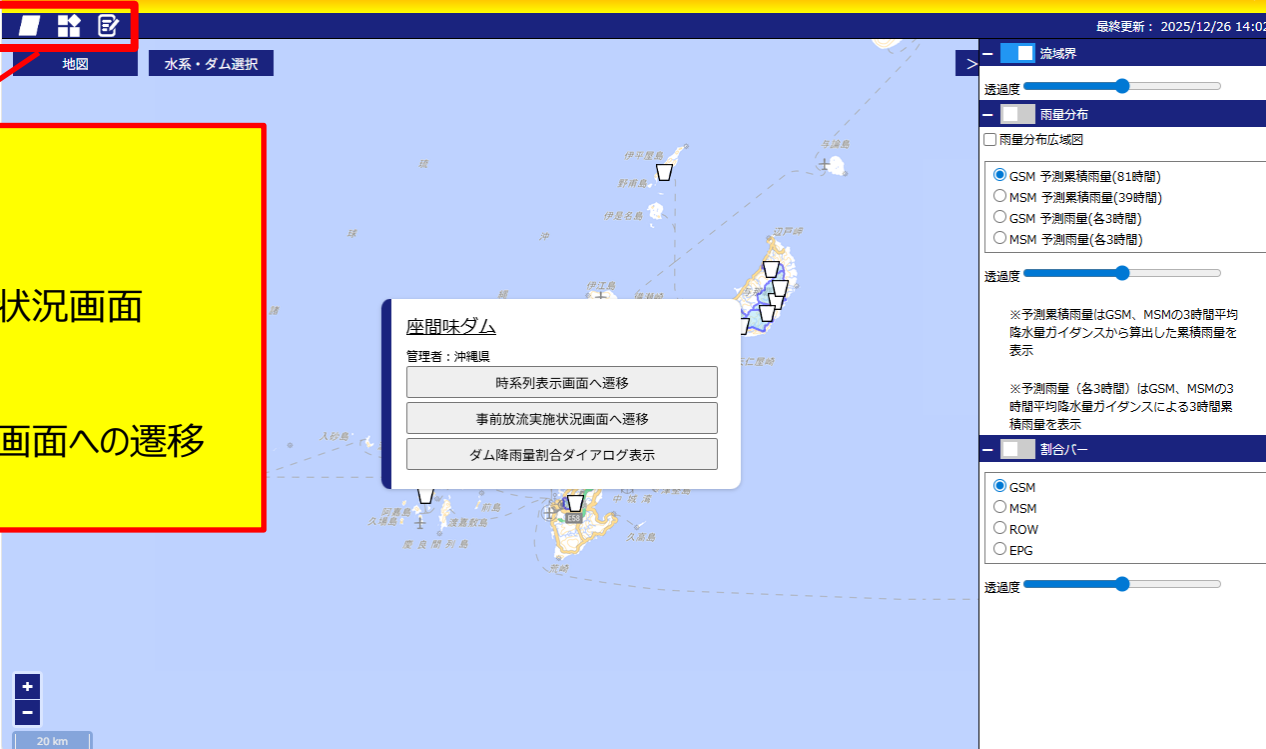 最終更新： 2025/12/26 14:02
地図
水系・ダム選択
>
流域界
透過度
雨量分布
雨量分布広域図
GSM 予測累積雨量(81時間)
MSM 予測累積雨量(39時間)
GSM 予測雨量(各3時間)
MSM 予測雨量(各3時間)
透過度
※予測累積雨量はGSM、MSMの3時間平均
降水量ガイダンスから算出した累積雨量を
表示
※予測雨量（各3時間）はGSM、MSMの3
時間平均降水量ガイダンスによる3時間累
積雨量を表示
割合バー
GSM
MSM
ROW
EPG
透過度
状況画面
画面への遷移
与論島
伊平屋島
野甫島
伊是名島
辺戸岬
琉
球
沖
縄
諸
伊江島
座間味ダム
管理者：沖縄県
時系列表示画面へ遷移
事前放流実施状況画面へ遷移
ダム降雨量割合ダイアログ表示
入砂島
阿嘉島
久場島
前島
渡嘉敷島
慶良間列島
中城湾
E58
久高島
+
−
20 km